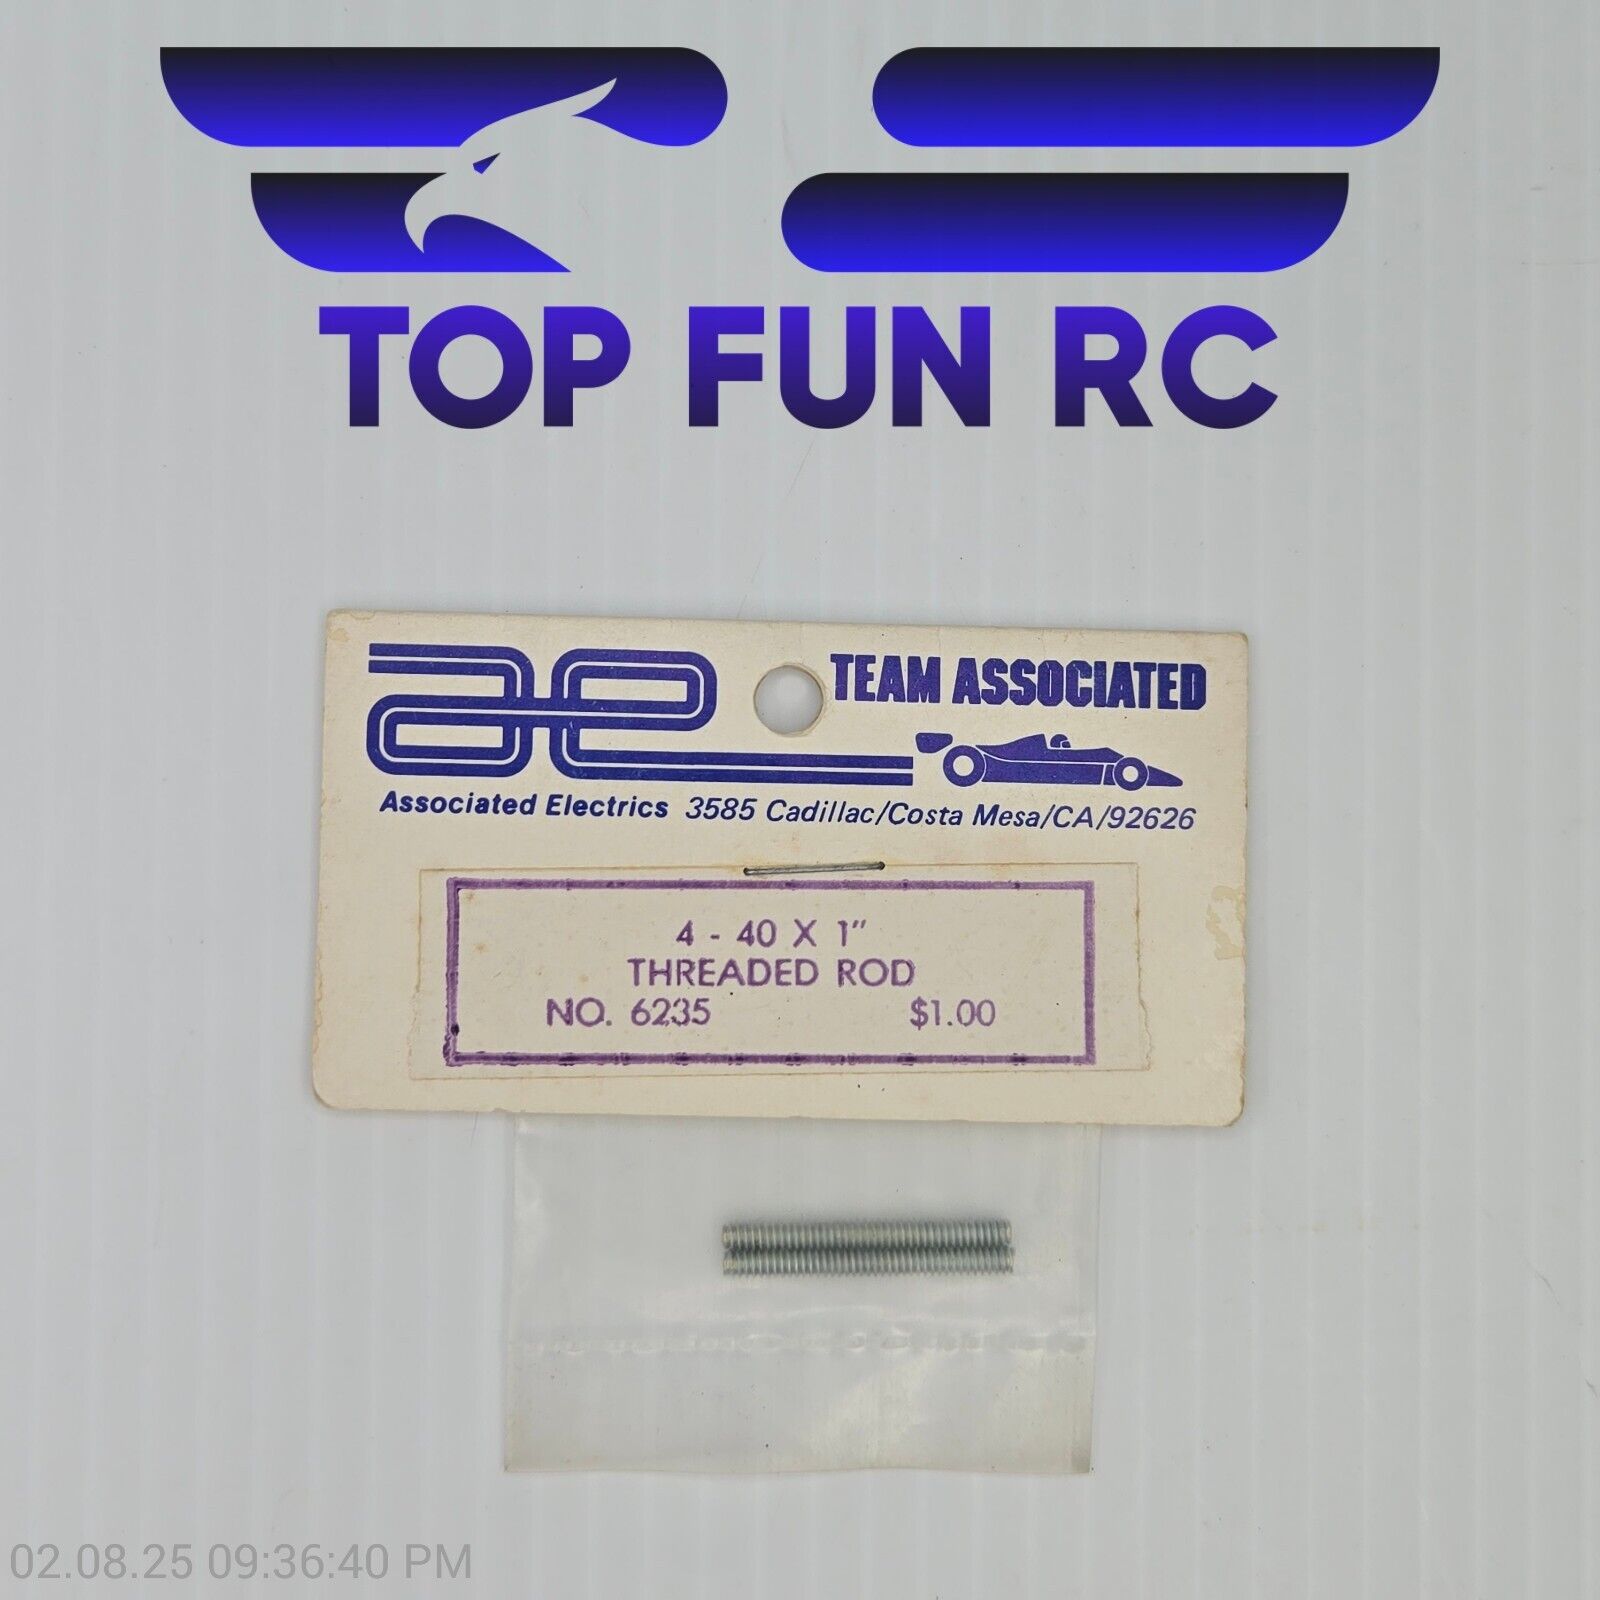 TOP FUN RC
TEAM ASSOCIATED
Associated Electrics 3585 Cadillac/Costa Mesa/CA/92626
4 - 40 X 1"
THREADED ROD
NO. 6235 $1.00
02.08.25 09:36:40 PM